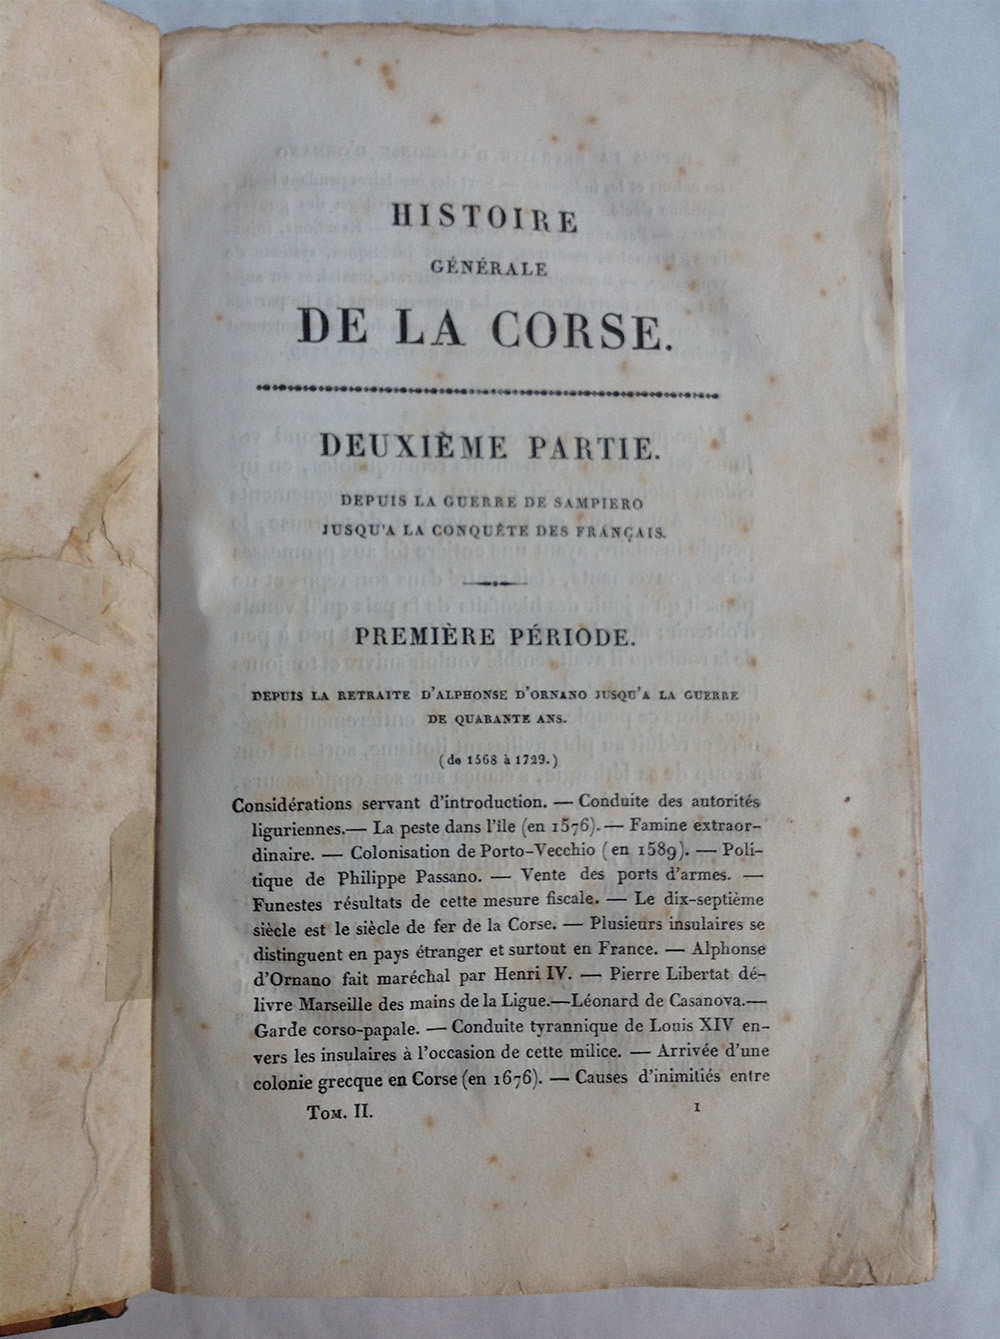 HISTOIRE
GÉNÉRALE
DE LA CORSE.
DEUXIÈME PARTIE.
DEPUIS LA GUERRE DE SAMPIERO
JUSQU'A LA CONQUÊTE DES FRANÇAIS.
PREMIÈRE PÉRIODE.
DEPUIS LA RETRAITE D'ALPHONSE D'ORNANO JUSQU'A LA GUERRE
DE QUARANTE ANS.
(de 1568 à 1729.)
Considérations servant d'introduction. — Conduite des autorités
liguriennes.— La peste dans l'île (en 1576).— Famine extraor-
dinaire. — Colonisation de Porto-Vecchio (en 1589). — Poli-
tique de Philippe Passano. — Vente des ports d'armes. —
Funestes résultats de cette mesure fiscale. — Le dix-septième
siècle est le siècle de fer de la Corse. — Plusieurs insulaires se
distinguent en pays étranger et surtout en France. — Alphonse
d'Ornano fait maréchal par Henri IV. — Pierre Libertat dé-
livre Marseille des mains de la Ligue.—Léonard de Casanova.—
Garde corso-papale. — Conduite tyrannique de Louis XIV en-
vers les insulaires à l'occasion de cette milice. — Arrivée d'une
colonie grecque en Corse (en 1676). — Causes d'inimitiés entre
TOM. II. 1